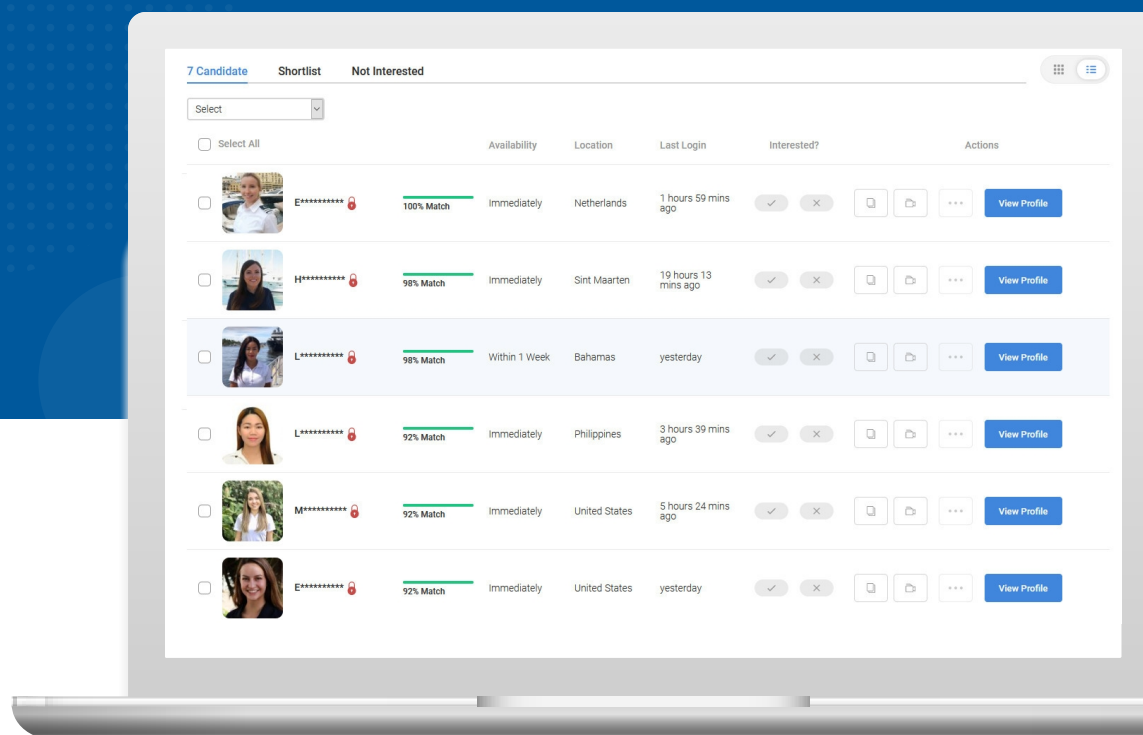 7 Candidate Shortlist Not Interested
Select
Select All Availability Location Last Login Interested? Actions
E********** 100% Match Immediately Netherlands 1 hours 59 mins ago View Profile
H********** 98% Match Immediately Sint Maarten 19 hours 13 mins ago View Profile
L********** 98% Match Within 1 Week Bahamas yesterday View Profile
L********** 92% Match Immediately Philippines 3 hours 39 mins ago View Profile
M********** 92% Match Immediately United States 5 hours 24 mins ago View Profile
E********** 92% Match Immediately United States yesterday View Profile